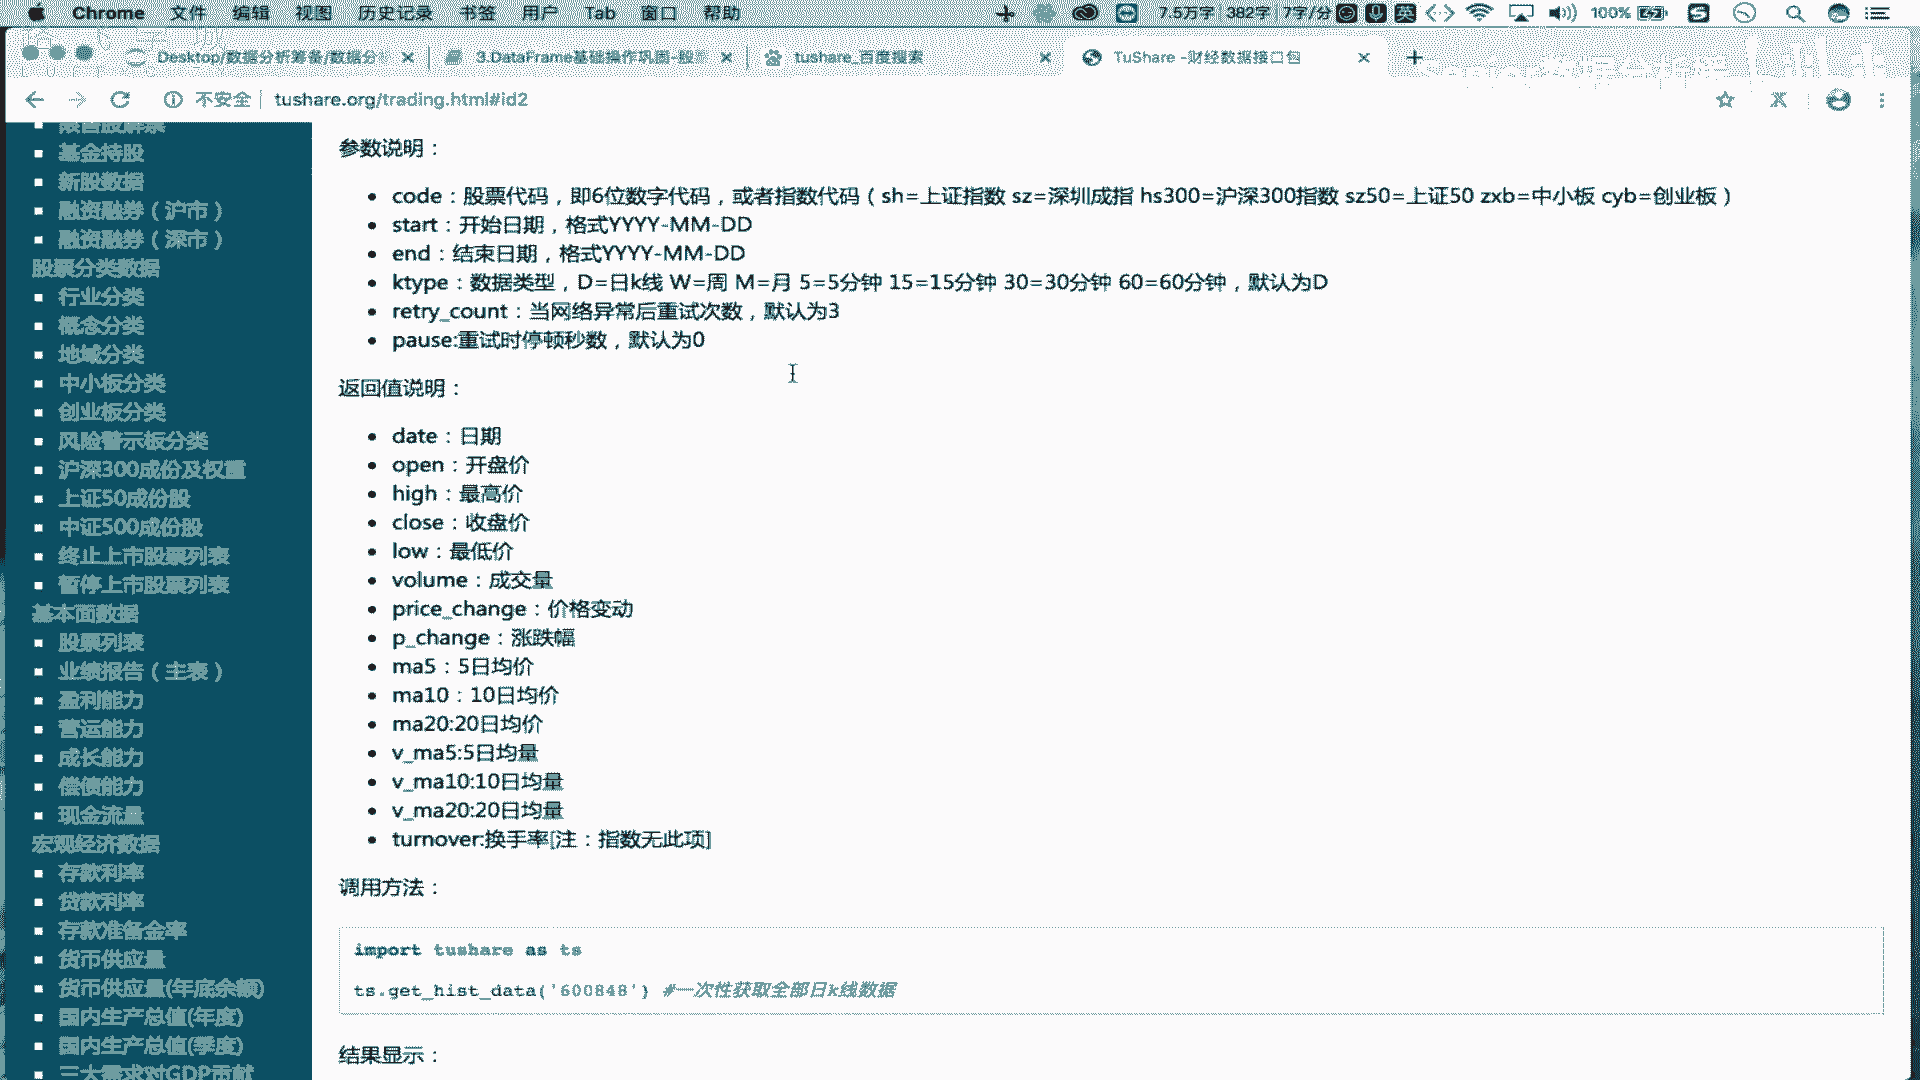 Chrome 文件 编辑 视图 历史记录 书签 用户 Tab 窗口 帮助 7.5万字 382字 7字/分 英 100%
Desktop/数据分析筹备/数据分 3.DataFrame基础操作巩固-股 tushare_百度搜索 TuShare -财经数据接口包
不安全 tushare.org/trading.html#id2
限售股解禁
基金持股
新股数据
融资融券（沪市）
融资融券（深市）
股票分类数据
行业分类
概念分类
地域分类
中小板分类
创业板分类
风险警示板分类
沪深300成份及权重
上证50成份股
中证500成份股
终止上市股票列表
暂停上市股票列表
基本面数据
股票列表
业绩报告（主表）
盈利能力
营运能力
成长能力
偿债能力
现金流量
宏观经济数据
存款利率
贷款利率
存款准备金率
货币供应量
货币供应量(年底余额)
国内生产总值(年度)
国内生产总值(季度)
三大需求对GDP贡献
参数说明：
code：股票代码，即6位数字代码，或者指数代码（sh=上证指数 sz=深圳成指 hs300=沪深300指数 sz50=上证50 zxb=中小板 cyb=创业板）
start：开始日期，格式YYYY-MM-DD
end：结束日期，格式YYYY-MM-DD
ktype：数据类型，D=日k线 W=周 M=月 5=5分钟 15=15分钟 30=30分钟 60=60分钟，默认为D
retry_count：当网络异常后重试次数，默认为3
pause:重试时停顿秒数，默认为0
返回值说明：
date：日期
open：开盘价
high：最高价
close：收盘价
low：最低价
volume：成交量
price_change：价格变动
p_change：涨跌幅
ma5：5日均价
ma10：10日均价
ma20:20日均价
v_ma5:5日均量
v_ma10:10日均量
v_ma20:20日均量
turnover:换手率[注：指数无此项]
调用方法：
import tushare as ts
ts.get_hist_data('600848') #一次性获取全部日k线数据
结果显示：